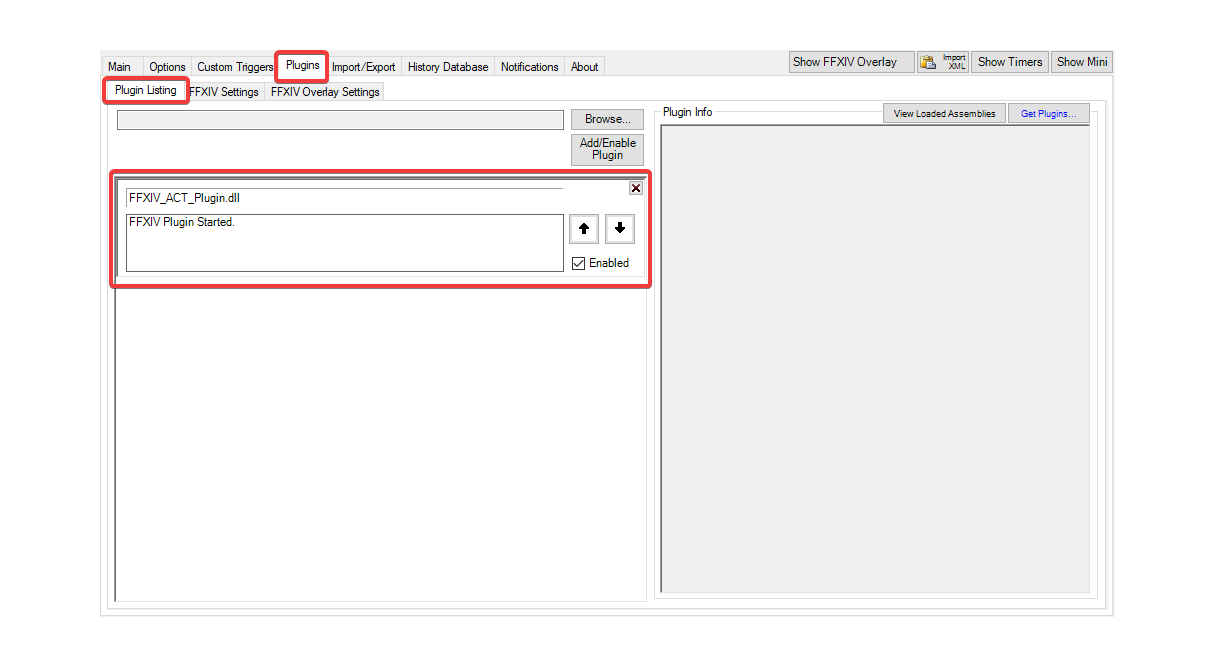 Main Options Custom Triggers Plugins Import/Export History Database Notifications About Show FFXIV Overlay Import XML Show Timers Show Mini
Plugin Listing FFXIV Settings FFXIV Overlay Settings
Browse...
Add/Enable
Plugin
FFXIV_ACT_Plugin.dll
FFXIV Plugin Started.
Enabled
Plugin Info View Loaded Assemblies Get Plugins...